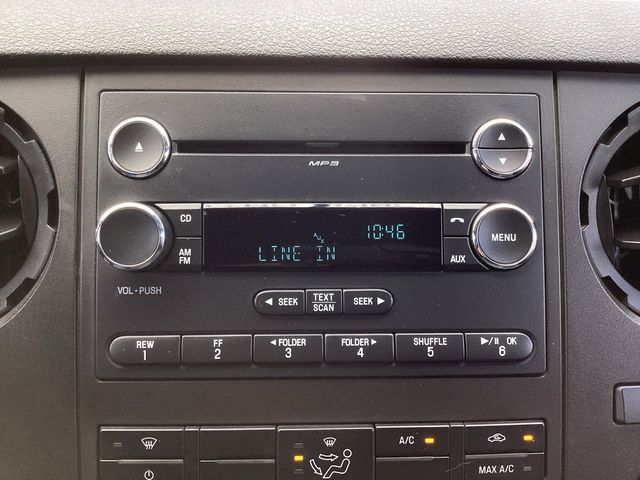 MP3
CD
10:46
AUX
MENU
AM
FM
LINE IN
AUX
VOL • PUSH
◄ SEEK
TEXT
SCAN
SEEK ►
REW
1
FF
2
◄ FOLDER
3
FOLDER ►
4
SHUFFLE
5
►/II OK
6
A/C
MAX A/C